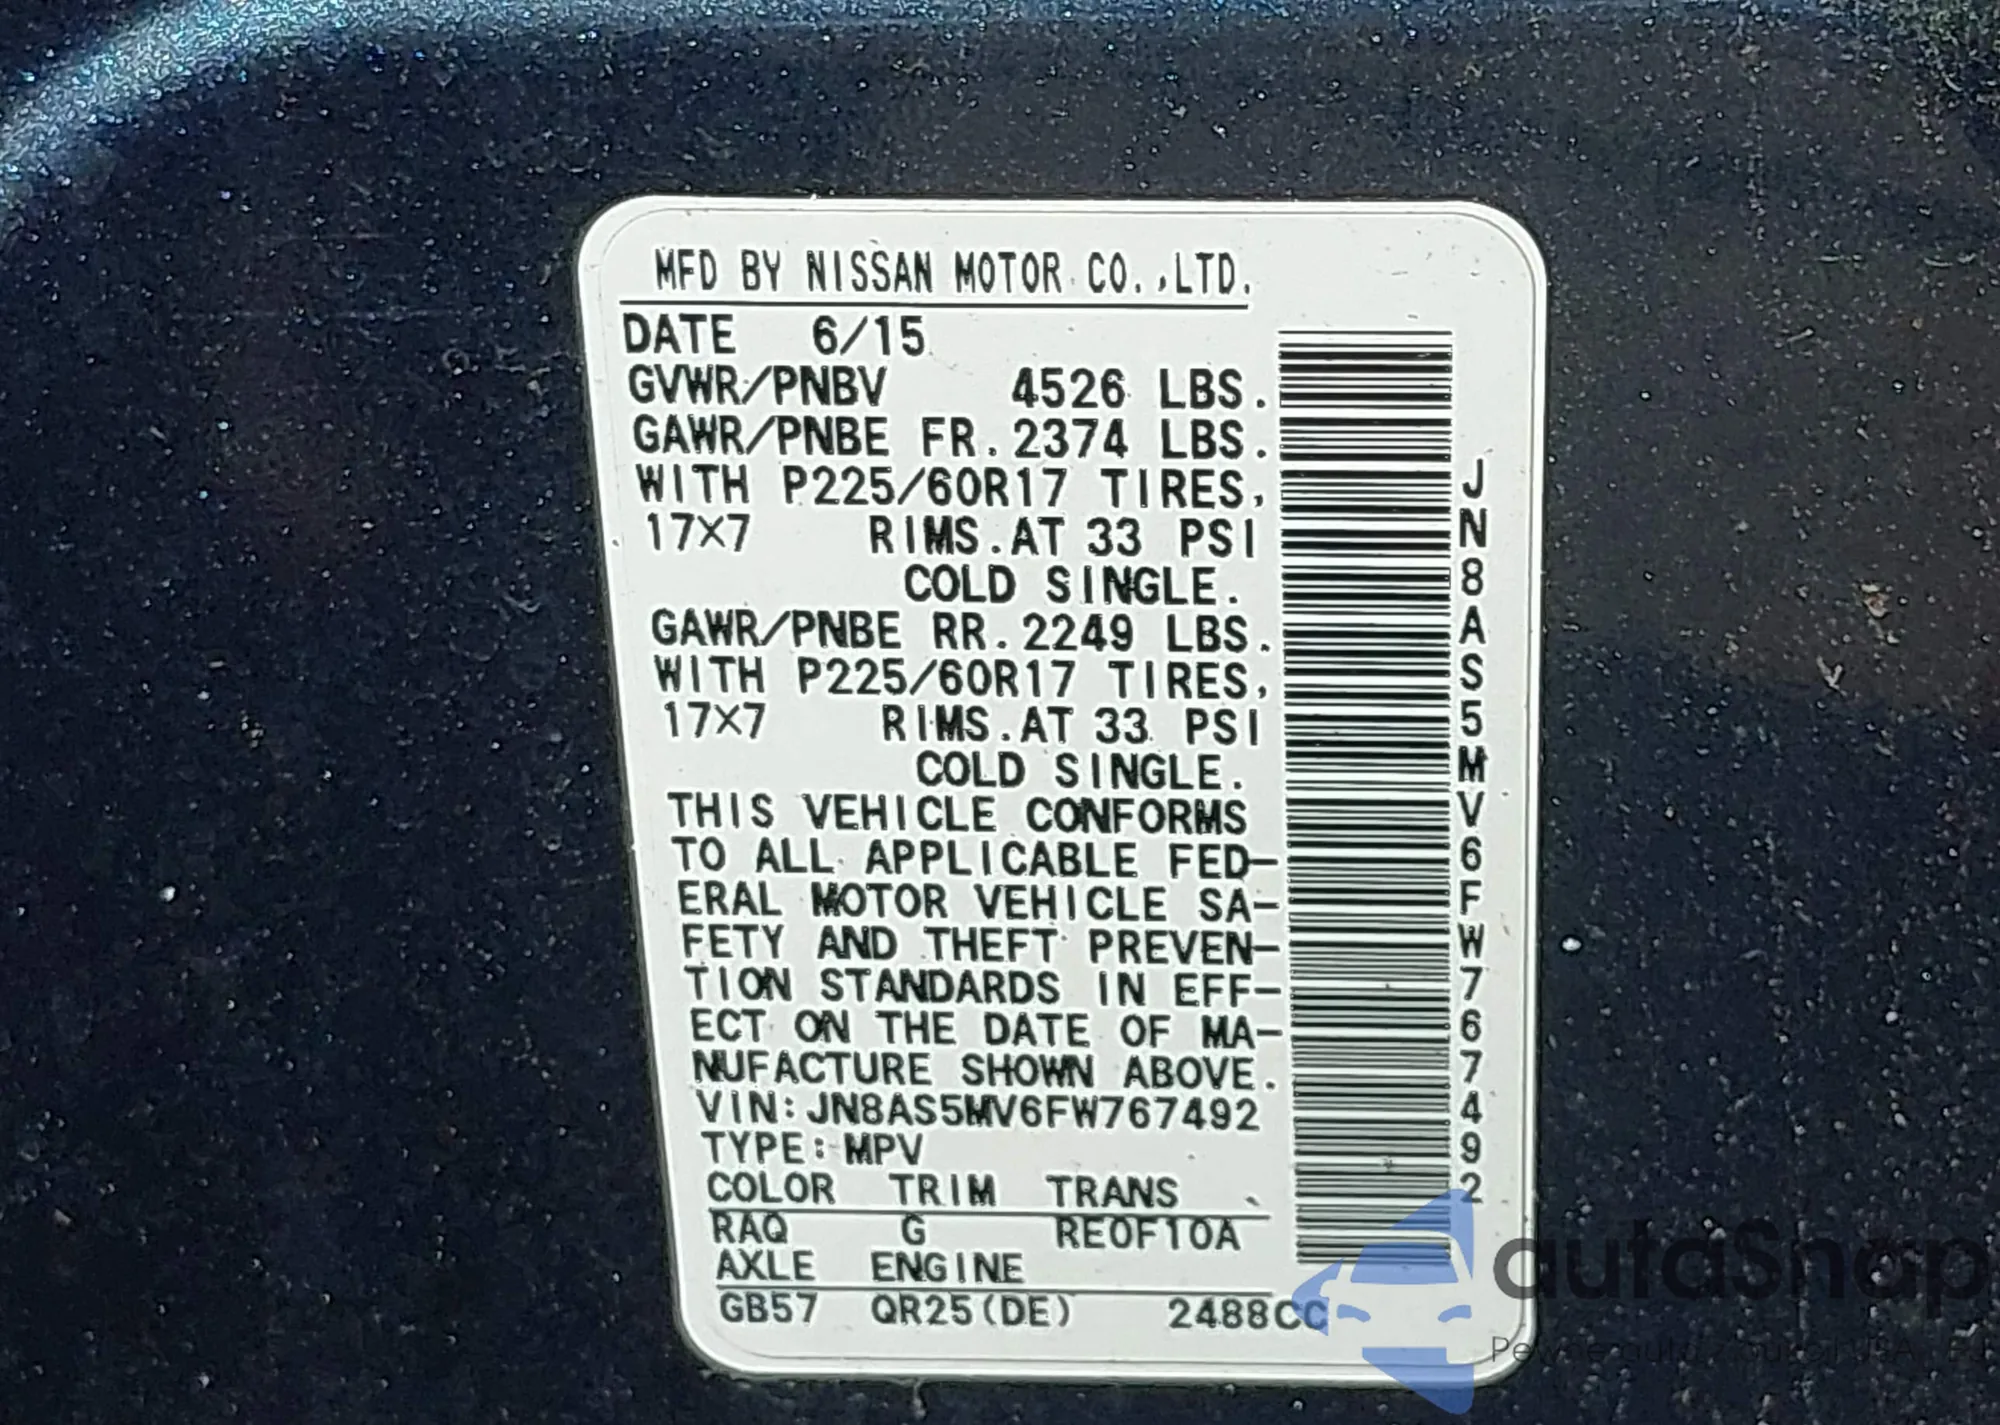 MFD BY NISSAN MOTOR CO.,LTD.
DATE 6/15
GVWR/PNBV 4526 LBS.
GAWR/PNBE FR. 2374 LBS.
WITH P225/60R17 TIRES,
17X7 RIMS. AT 33 PSI
COLD SINGLE.
GAWR/PNBE RR. 2249 LBS.
WITH P225/60R17 TIRES,
17X7 RIMS. AT 33 PSI
COLD SINGLE.
THIS VEHICLE CONFORMS
TO ALL APPLICABLE FED-
ERAL MOTOR VEHICLE SA-
FETY AND THEFT PREVEN-
TION STANDARDS IN EFF-
ECT ON THE DATE OF MA-
NUFACTURE SHOWN ABOVE.
VIN:JN8AS5MV6FW767492
TYPE:MPV
COLOR TRIM TRANS
RAQ G RE0F10A
AXLE ENGINE
GB57 QR25(DE) 2488CC
JN8AS5MV6FW767492
autaSnap
Pewne auta z